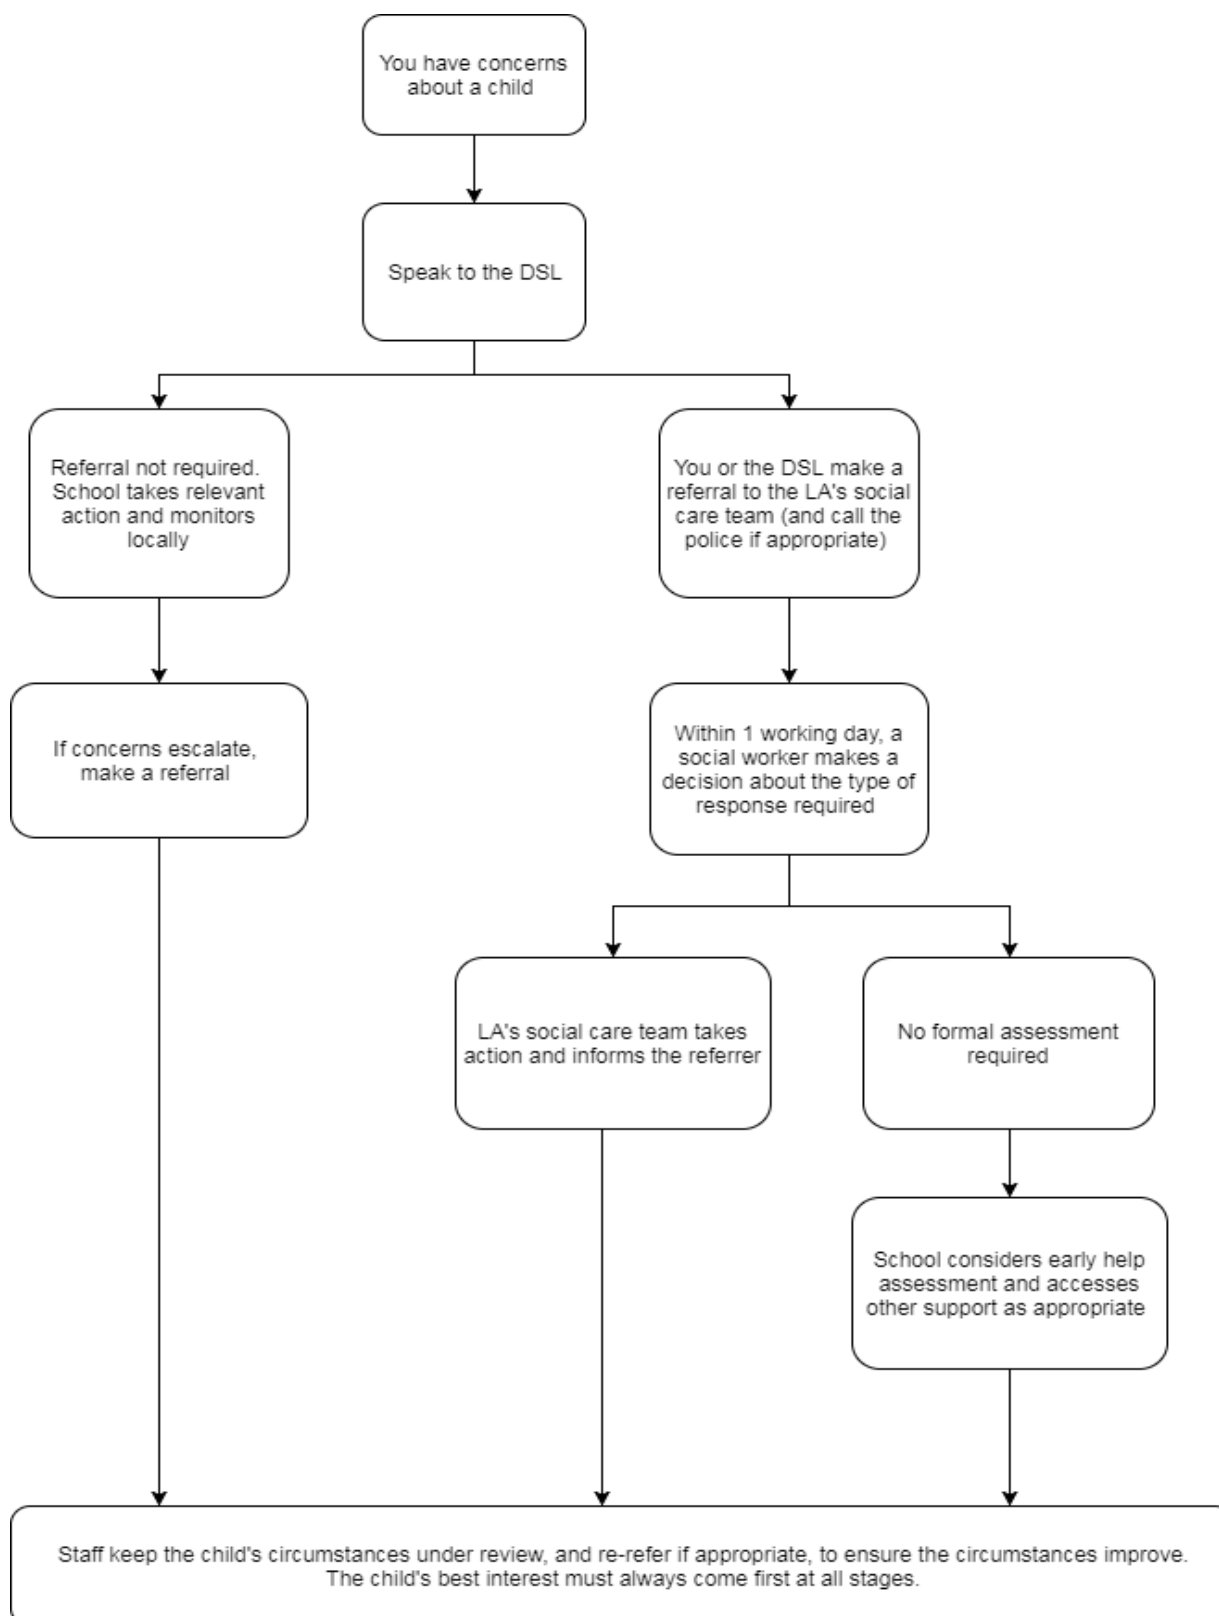 You have concerns
about a child
Speak to the DSL
Referral not required.
School takes relevant
action and monitors
locally
You or the DSL make a
referral to the LA's social
care team (and call the
police if appropriate)
If concerns escalate,
make a referral
Within 1 working day, a
social worker makes a
decision about the type of
response required
LA's social care team takes
action and informs the referrer
No formal assessment
required
School considers early help
assessment and accesses
other support as appropriate
Staff keep the child's circumstances under review, and re-refer if appropriate, to ensure the circumstances improve.
The child's best interest must always come first at all stages.